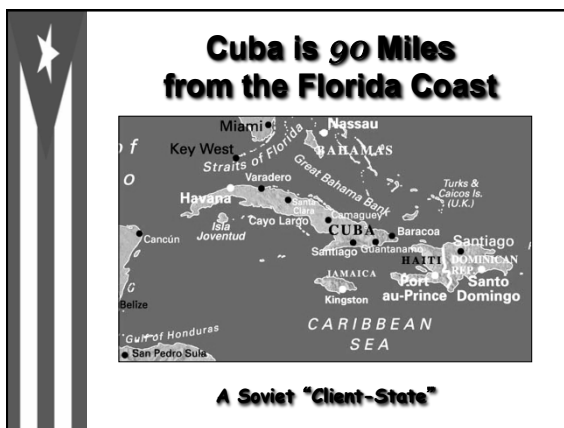 Cuba is 90 Miles
from the Florida Coast
Miami
Nassau
BAHAMAS
of
Key West
Straits of Florida
o
Great Bahama Bank
Varadero
Turks &
Caicos Is.
(U.K.)
Havana
Santa
Clara
Cayo Largo
Camaguey
Isla
Joventud
CUBA
Baracoa
Cancún
Santiago
Guantanamo
Santiago
HAITI
DOMINICAN
REP.
JAMAICA
Port
au-Prince
Santo
Domingo
Kingston
Belize
CARIBBEAN
SEA
Gulf of Honduras
San Pedro Sula
A Soviet “Client-State”